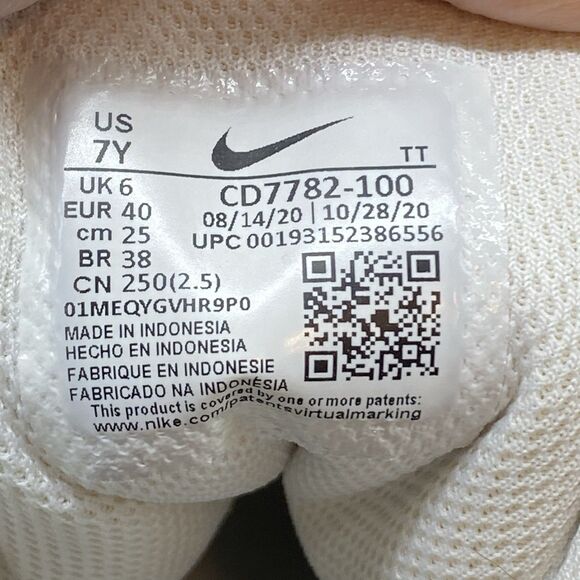 US
7Y
TT
UK 6
CD7782-100
EUR 40
08/14/20 | 10/28/20
cm 25
UPC 00193152386556
BR 38
CN 250(2.5)
01MEQYGVHR9P0
MADE IN INDONESIA
HECHO EN INDONESIA
FABRIQUE EN INDONESIE
FABRICADO NA INDONÉSIA
This product is covered by one or more patents:
www.nike.com/patentsvirtualmarking